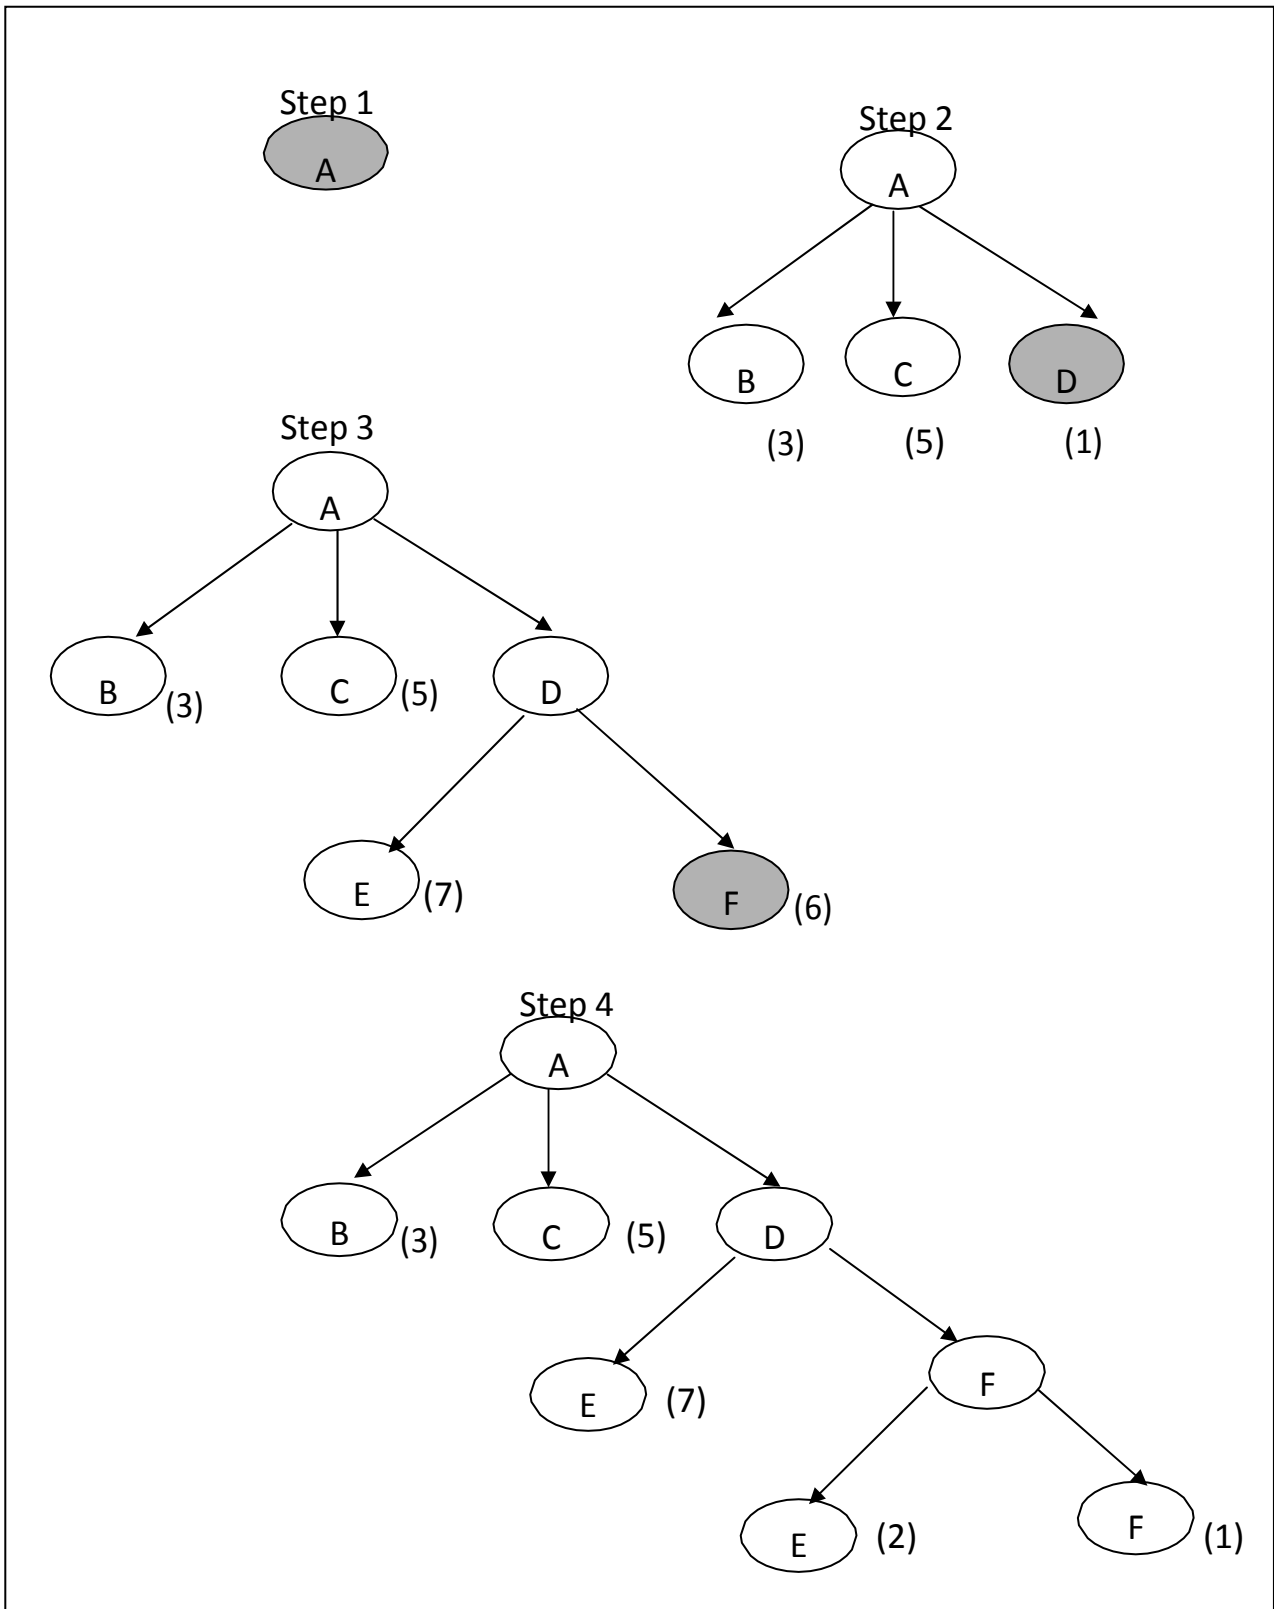 Step 1
A
Step 2
A
B
C
D
(3)
(5)
(1)
Step 3
A
B
(3)
C
(5)
D
E
(7)
F
(6)
Step 4
A
B
(3)
C
(5)
D
E
(7)
F
E
(2)
F
(1)